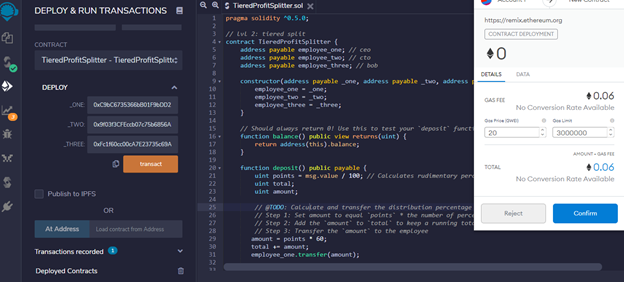 DEPLOY & RUN TRANSACTIONS
CONTRACT
TieredProfitSplitter - TieredProfitSplitte
DEPLOY
_ONE:
0xC9bC6735366bB01F9bDD2
_TWO:
0x9f03f3CFEccb07c75b6856A
_THREE:
0xFc1f60cc00cA7E23735c69A
transact
Publish to IPFS
OR
At Address
Load contract from Address
Transactions recorded
1
Deployed Contracts
TieredProfitSplitter.sol
1 pragma solidity ^0.5.0;
2
3 // lvl 2: tiered split
4 contract TieredProfitSplitter {
5 address payable employee_one; // ceo
6 address payable employee_two; // cto
7 address payable employee_three; // bob
8
9 constructor(address payable _one, address payable _two, address p
10 employee_one = _one;
11 employee_two = _two;
12 employee_three = _three;
13 }
14
15 // Should always return 0! Use this to test your `deposit` functi
16 function balance() public view returns(uint) {
17 return address(this).balance;
18 }
19
20 function deposit() public payable {
21 uint points = msg.value / 100; // Calculates rudimentary perc
22 uint total;
23 uint amount;
24
25 // @TODO: Calculate and transfer the distribution percentage
26 // Step 1: Set amount to equal `points` * the number of perce
27 // Step 2: Add the `amount` to `total` to keep a running tota
28 // Step 3: Transfer the `amount` to the employee
29 amount = points * 60;
30 total += amount;
31 employee_one.transfer(amount);
32
https://remix.ethereum.org
CONTRACT DEPLOYMENT
0
DETAILS
DATA
GAS FEE
0.06
No Conversion Rate Available
Gas Price (GWEI)
Gas Limit
20
3000000
AMOUNT + GAS FEE
TOTAL
0.06
No Conversion Rate Available
Reject
Confirm